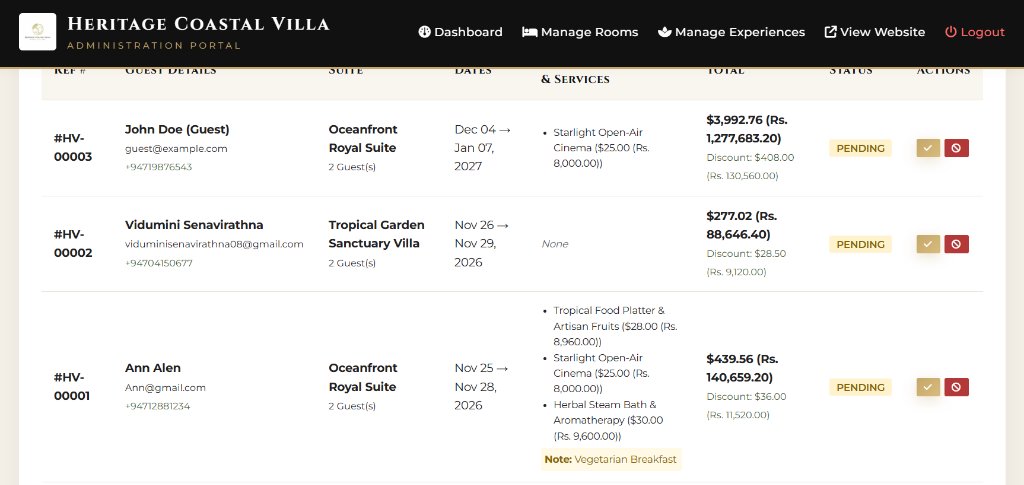 HERITAGE COASTAL VILLA
ADMINISTRATION PORTAL
Dashboard
Manage Rooms
Manage Experiences
View Website
Logout
REF #
GUEST DETAILS
SUITE
DATES
& SERVICES
TOTAL
STATUS
ACTIONS
#HV-
00003
John Doe (Guest)
guest@example.com
+94719876543
Oceanfront
Royal Suite
2 Guest(s)
Dec 04 →
Jan 07,
2027
• Starlight Open-Air
Cinema ($25.00 (Rs.
8,000.00))
$3,992.76 (Rs.
1,277,683.20)
Discount: $408.00
(Rs. 130,560.00)
PENDING
#HV-
00002
Vidumini Senavirathna
viduminisenavirathna08@gmail.com
+94704150677
Tropical Garden
Sanctuary Villa
2 Guest(s)
Nov 26 →
Nov 29,
2026
None
$277.02 (Rs.
88,646.40)
Discount: $28.50
(Rs. 9,120.00)
PENDING
#HV-
00001
Ann Alen
Ann@gmail.com
+94712881234
Oceanfront
Royal Suite
2 Guest(s)
Nov 25 →
Nov 28,
2026
• Tropical Food Platter &
Artisan Fruits ($28.00 (Rs.
8,960.00))
• Starlight Open-Air
Cinema ($25.00 (Rs.
8,000.00))
• Herbal Steam Bath &
Aromatherapy ($30.00
(Rs. 9,600.00))
Note: Vegetarian Breakfast
$439.56 (Rs.
140,659.20)
Discount: $36.00
(Rs. 11,520.00)
PENDING